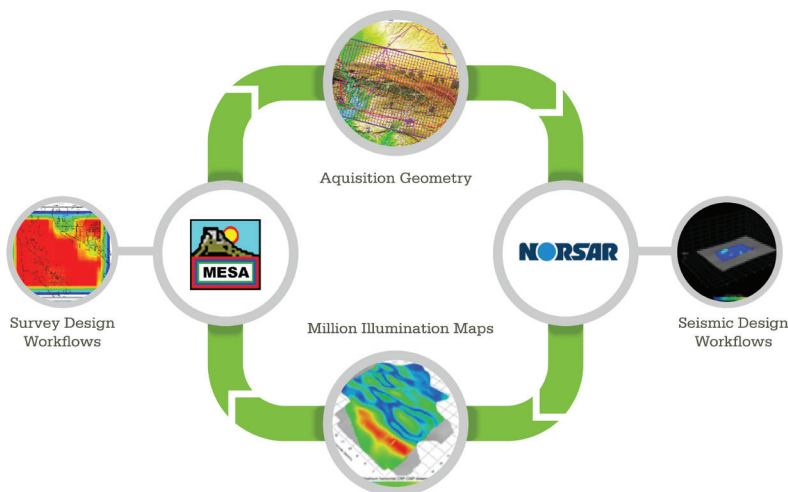 Aquisition Geometry
MESA
NORSAR
Survey Design
Workflows
Million Illumination Maps
Seismic Design
Workflows